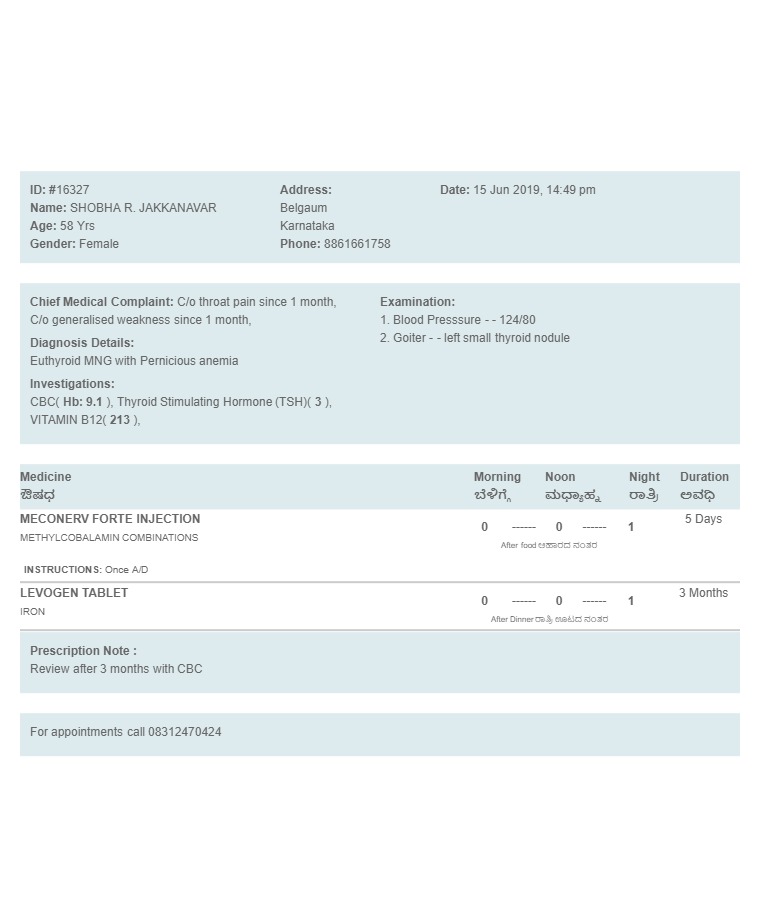 ID: #16327
Name: SHOBHA R. JAKKANAVAR
Age: 58 Yrs
Gender: Female
Address:
Belgaum
Karnataka
Phone: 8861661758
Date: 15 Jun 2019, 14:49 pm
Chief Medical Complaint: C/o throat pain since 1 month,
C/o generalised weakness since 1 month,
Diagnosis Details:
Euthyroid MNG with Pernicious anemia
Investigations:
CBC( Hb: 9.1 ), Thyroid Stimulating Hormone (TSH)( 3 ),
VITAMIN B12( 213 ),
Examination:
1. Blood Presssure - - 124/80
2. Goiter - - left small thyroid nodule
Medicine Morning Noon Night Duration
ಔಷಧ ಬೆಳಿಗ್ಗೆ ಮಧ್ಯಾಹ್ನ ರಾತ್ರಿ ಅವಧಿ
MECONERV FORTE INJECTION 0 ------ 0 ------ 1 5 Days
METHYLCOBALAMIN COMBINATIONS
After food ಆಹಾರದ ನಂತರ
INSTRUCTIONS: Once A/D
LEVOGEN TABLET 0 ------ 0 ------ 1 3 Months
IRON
After Dinner ರಾತ್ರಿ ಊಟದ ನಂತರ
Prescription Note :
Review after 3 months with CBC
For appointments call 08312470424